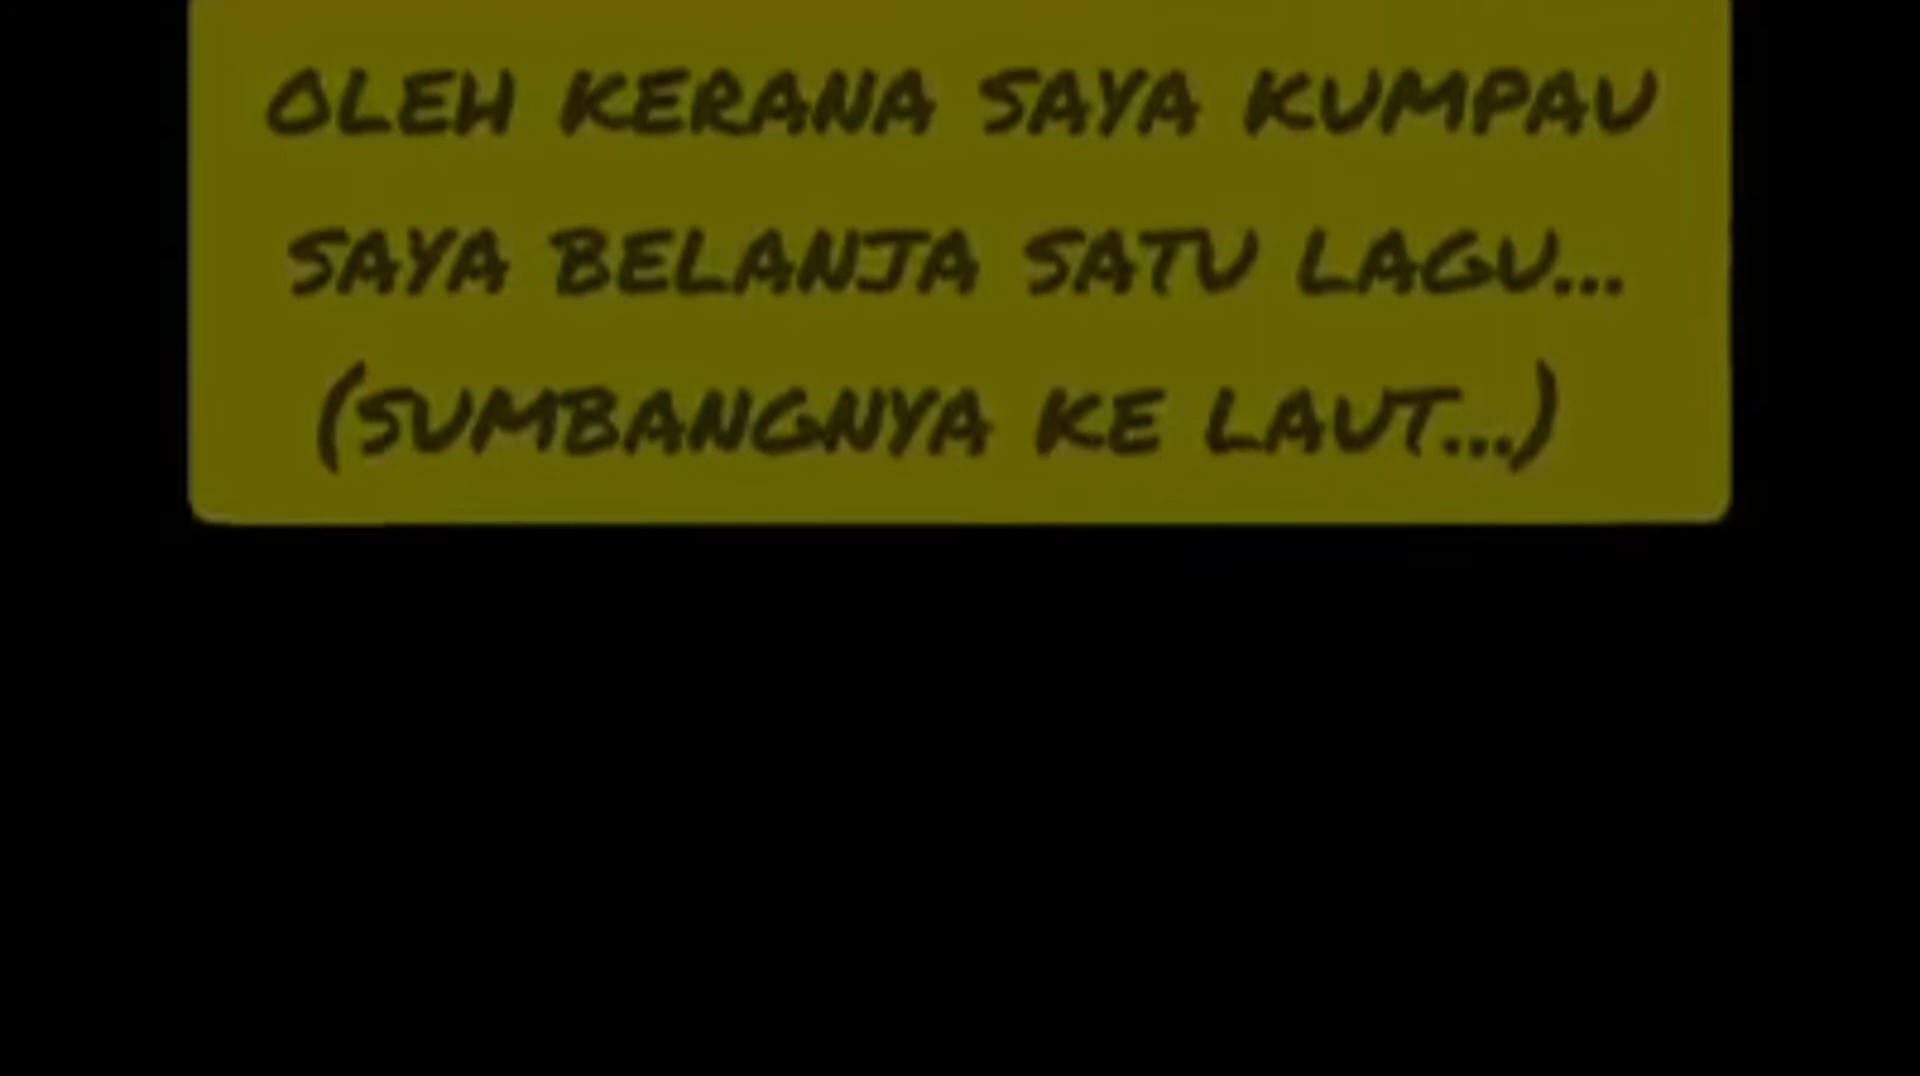 OLEH KERANA SAYA KUMPAU
SAYA BELANJA SATU LAGU...
(SUMBANGNYA KE LAUT...)